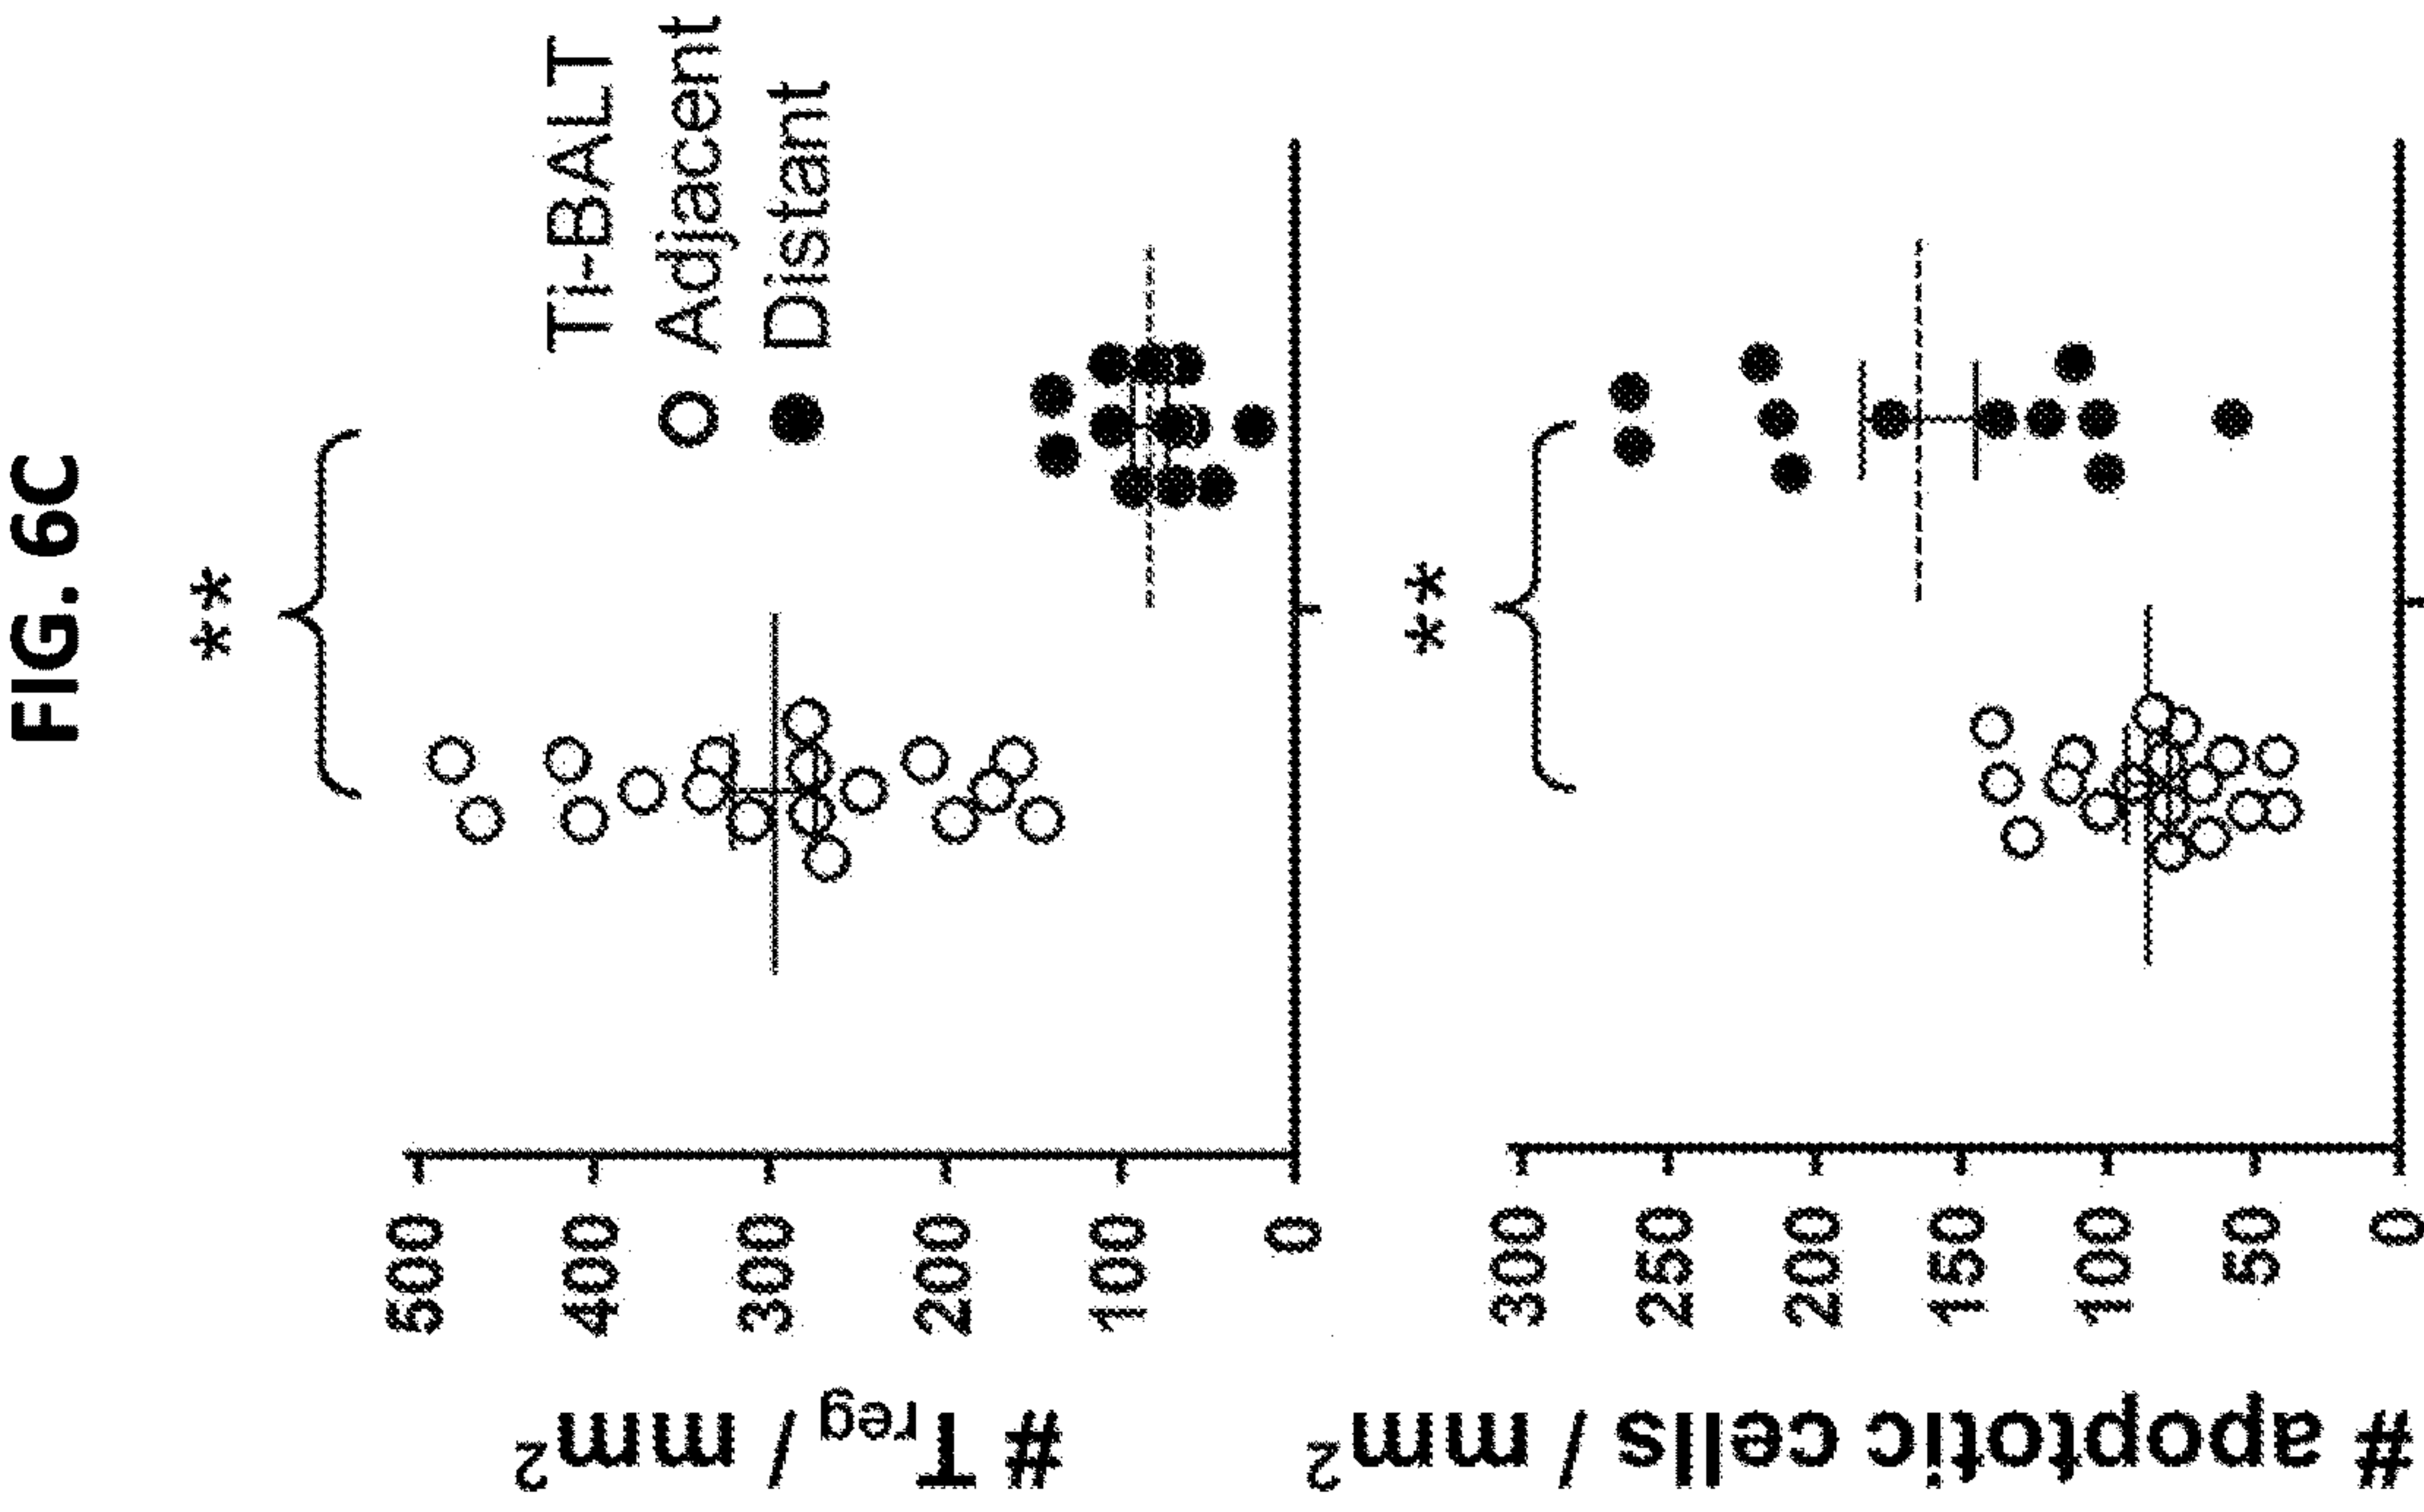 FIG. 6C
**
Ti-BALT
Adjacent
Distant
500
400
300
200
100
0
# Treg / mm²
**
300
250
200
150
100
50
0
# apoptotic cells / mm²